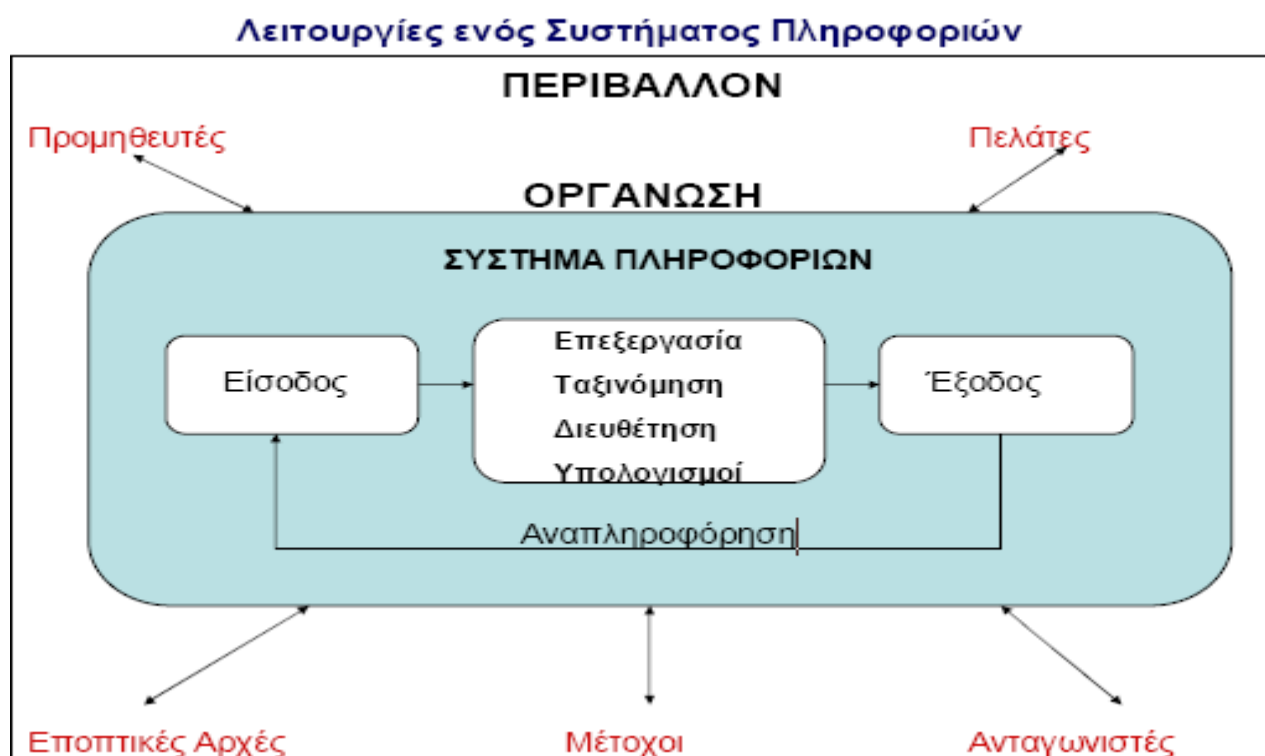 Λειτουργίες ενός Συστήματος Πληροφοριών
ΠΕΡΙΒΑΛΛΟΝ
Προμηθευτές
Πελάτες
ΟΡΓΑΝΩΣΗ
ΣΥΣΤΗΜΑ ΠΛΗΡΟΦΟΡΙΩΝ
Είσοδος
Επεξεργασία
Ταξινόμηση
Διευθέτηση
Υπολογισμοί
Έξοδος
Αναπληροφόρηση
Εποπτικές Αρχές
Μέτοχοι
Ανταγωνιστές